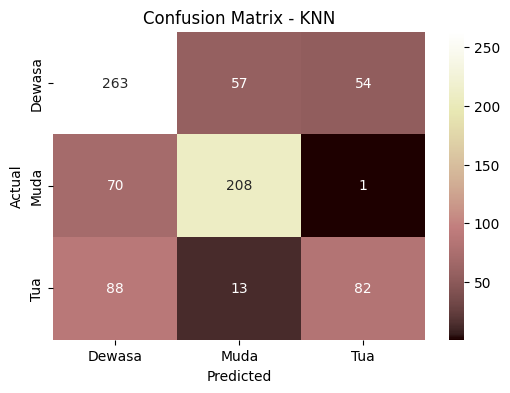 Confusion Matrix - KNN
Actual
Dewasa 263 57 54
Muda 70 208 1
Tua 88 13 82
Dewasa Muda Tua
Predicted
250
200
150
100
50